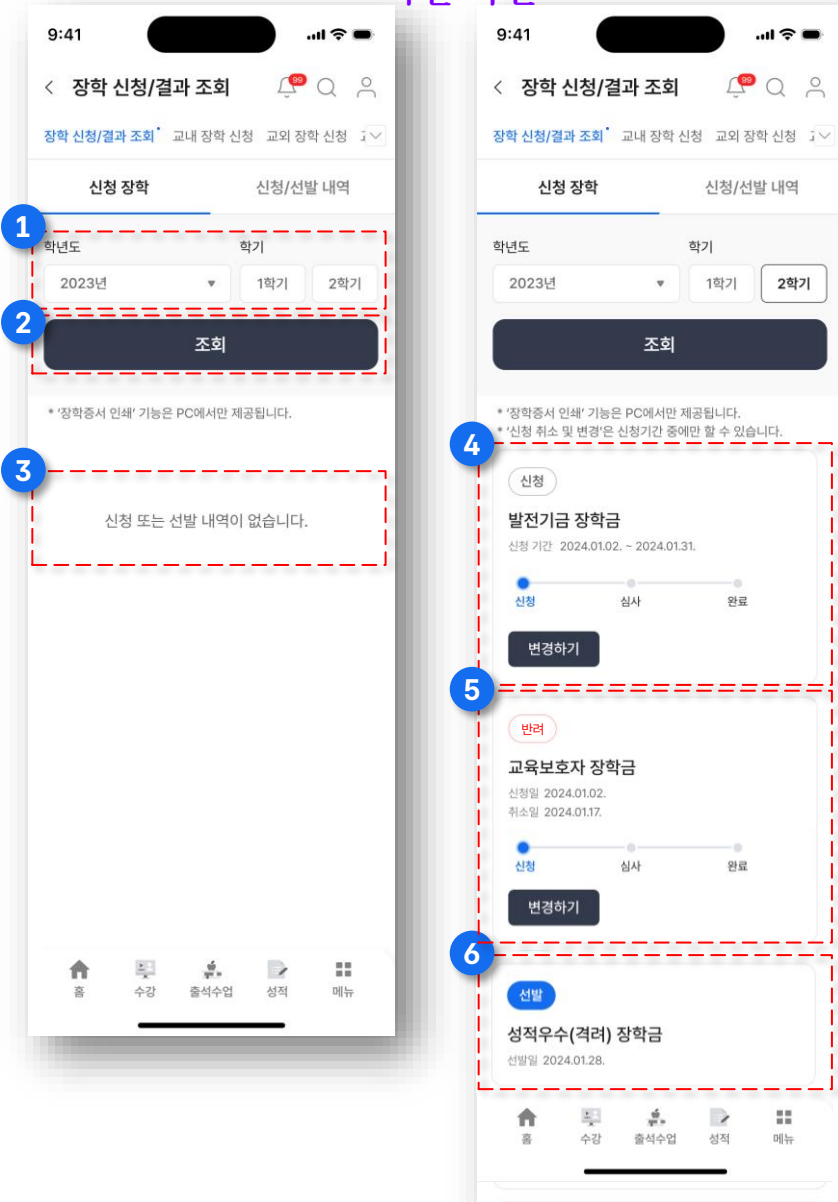 9:41
장학 신청/결과 조회
99
장학 신청/결과 조회 교내 장학 신청 교외 장학 신청
신청 장학 신청/선발 내역
1
학년도 학기
2023년 1학기 2학기
2
조회
* '장학증서 인쇄' 기능은 PC에서만 제공됩니다.
3
신청 또는 선발 내역이 없습니다.
홈 수강 출석수업 성적 메뉴
9:41
장학 신청/결과 조회
99
장학 신청/결과 조회 교내 장학 신청 교외 장학 신청
신청 장학 신청/선발 내역
학년도 학기
2023년 1학기 2학기
조회
* '장학증서 인쇄' 기능은 PC에서만 제공됩니다.
* '신청 취소 및 변경'은 신청기간 중에만 할 수 있습니다.
4
신청
발전기금 장학금
신청 기간 2024.01.02. ~ 2024.01.31.
신청 심사 완료
변경하기
5
반려
교육보호자 장학금
신청일 2024.01.02.
취소일 2024.01.17.
신청 심사 완료
변경하기
6
선발
성적우수(격려) 장학금
선발일 2024.01.28.
홈 수강 출석수업 성적 메뉴